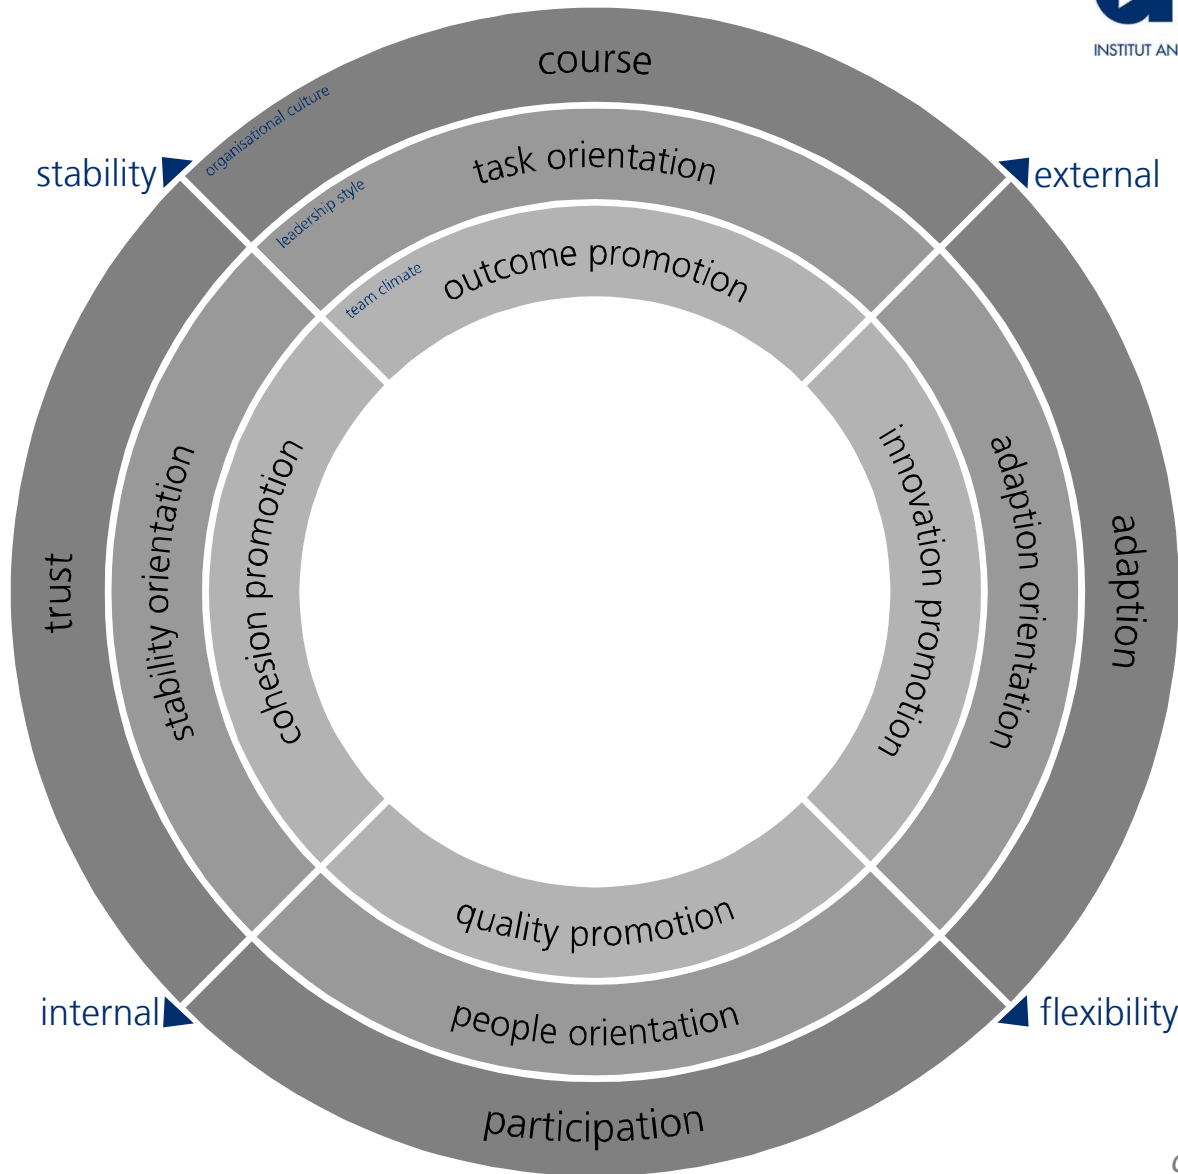 INSTITUT AN
course
organisational culture
stability
external
task orientation
leadership style
outcome promotion
team climate
trust
stability orientation
cohesion promotion
innovation promotion
adaption orientation
adaption
quality promotion
internal
flexibility
people orientation
participation